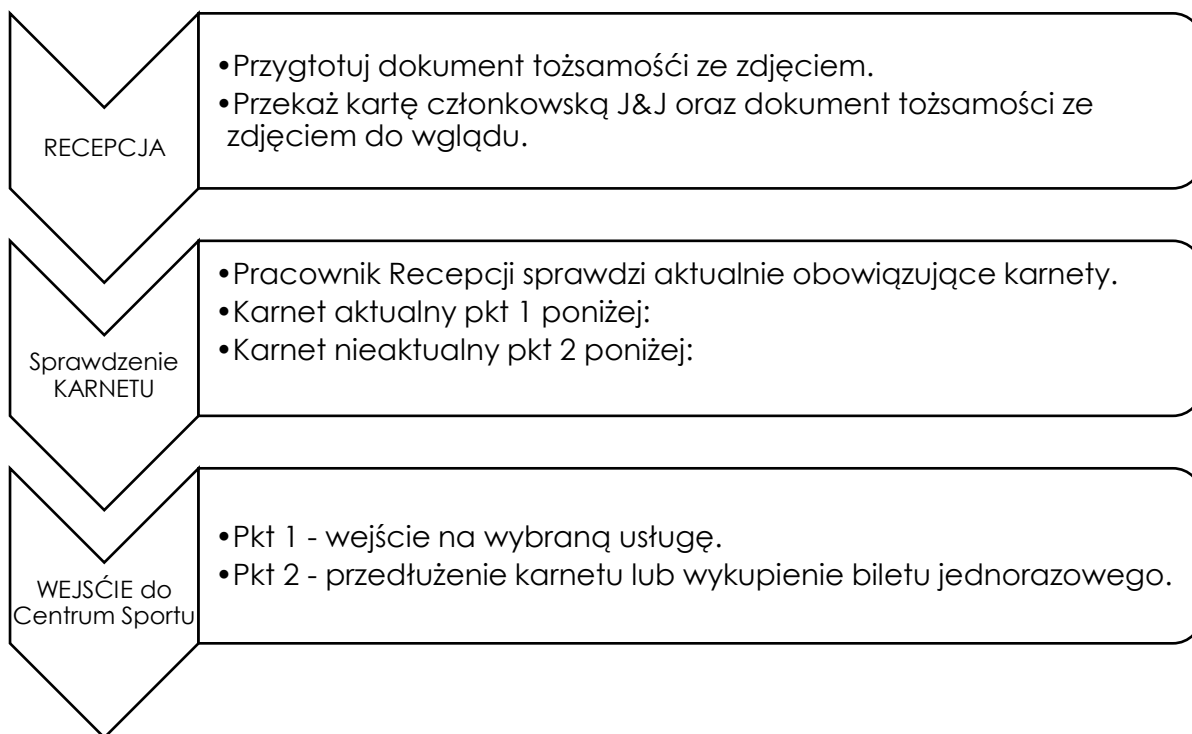 RECEPCJA
•Przygtotuj dokument tożsamośći ze zdjęciem.
•Przekaż kartę członkowską J&J oraz dokument tożsamości ze
zdjęciem do wglądu.
Sprawdzenie
KARNETU
•Pracownik Recepcji sprawdzi aktualnie obowiązujące karnety.
•Karnet aktualny pkt 1 poniżej:
•Karnet nieaktualny pkt 2 poniżej:
WEJŚĆIE do
Centrum Sportu
•Pkt 1 - wejście na wybraną usługę.
•Pkt 2 - przedłużenie karnetu lub wykupienie biletu jednorazowego.